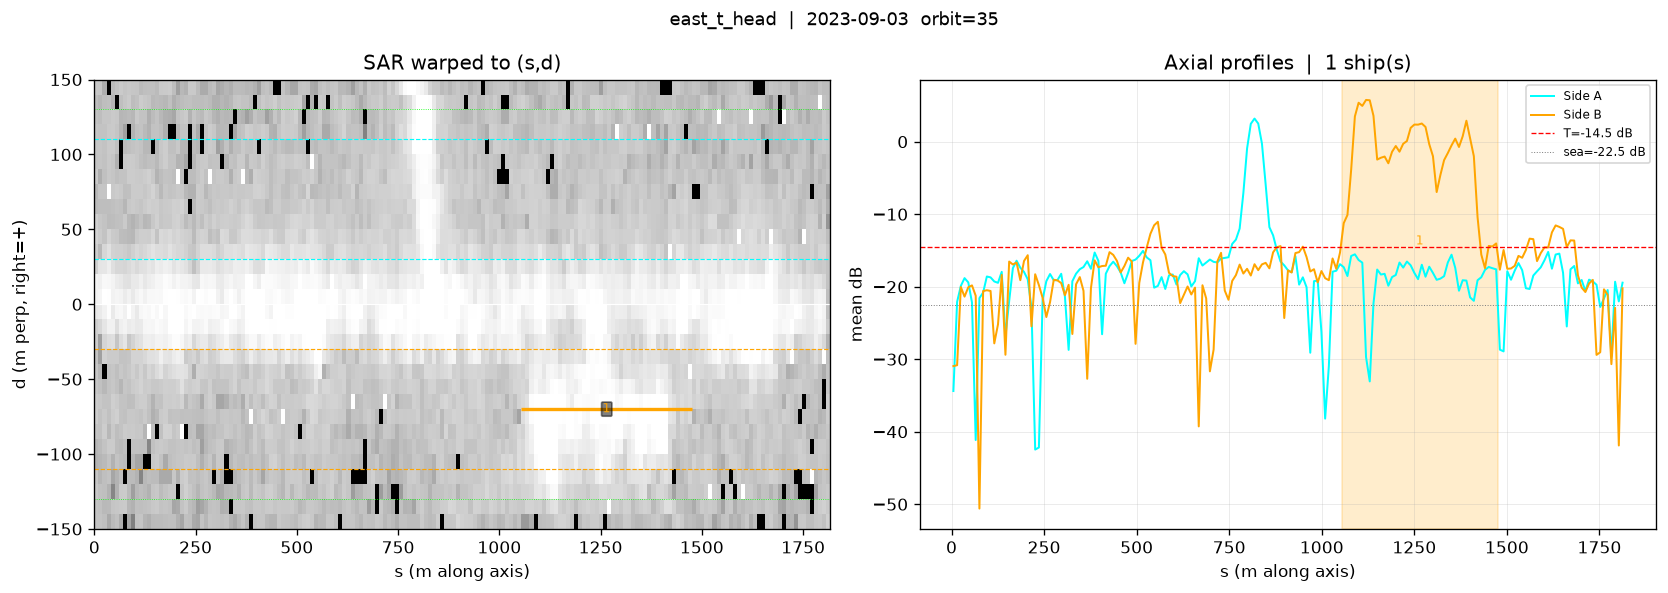 east_t_head  |  2023-09-03  orbit=35
SAR warped to (s,d)
150
100
50
0
−50
−100
−150
d (m perp, right=+)
1
0
250
500
750
1000
1250
1500
1750
s (m along axis)
Axial profiles  |  1 ship(s)
0
−10
−20
−30
−40
−50
mean dB
Side A
Side B
T=-14.5 dB
sea=-22.5 dB
1
0
250
500
750
1000
1250
1500
1750
s (m along axis)